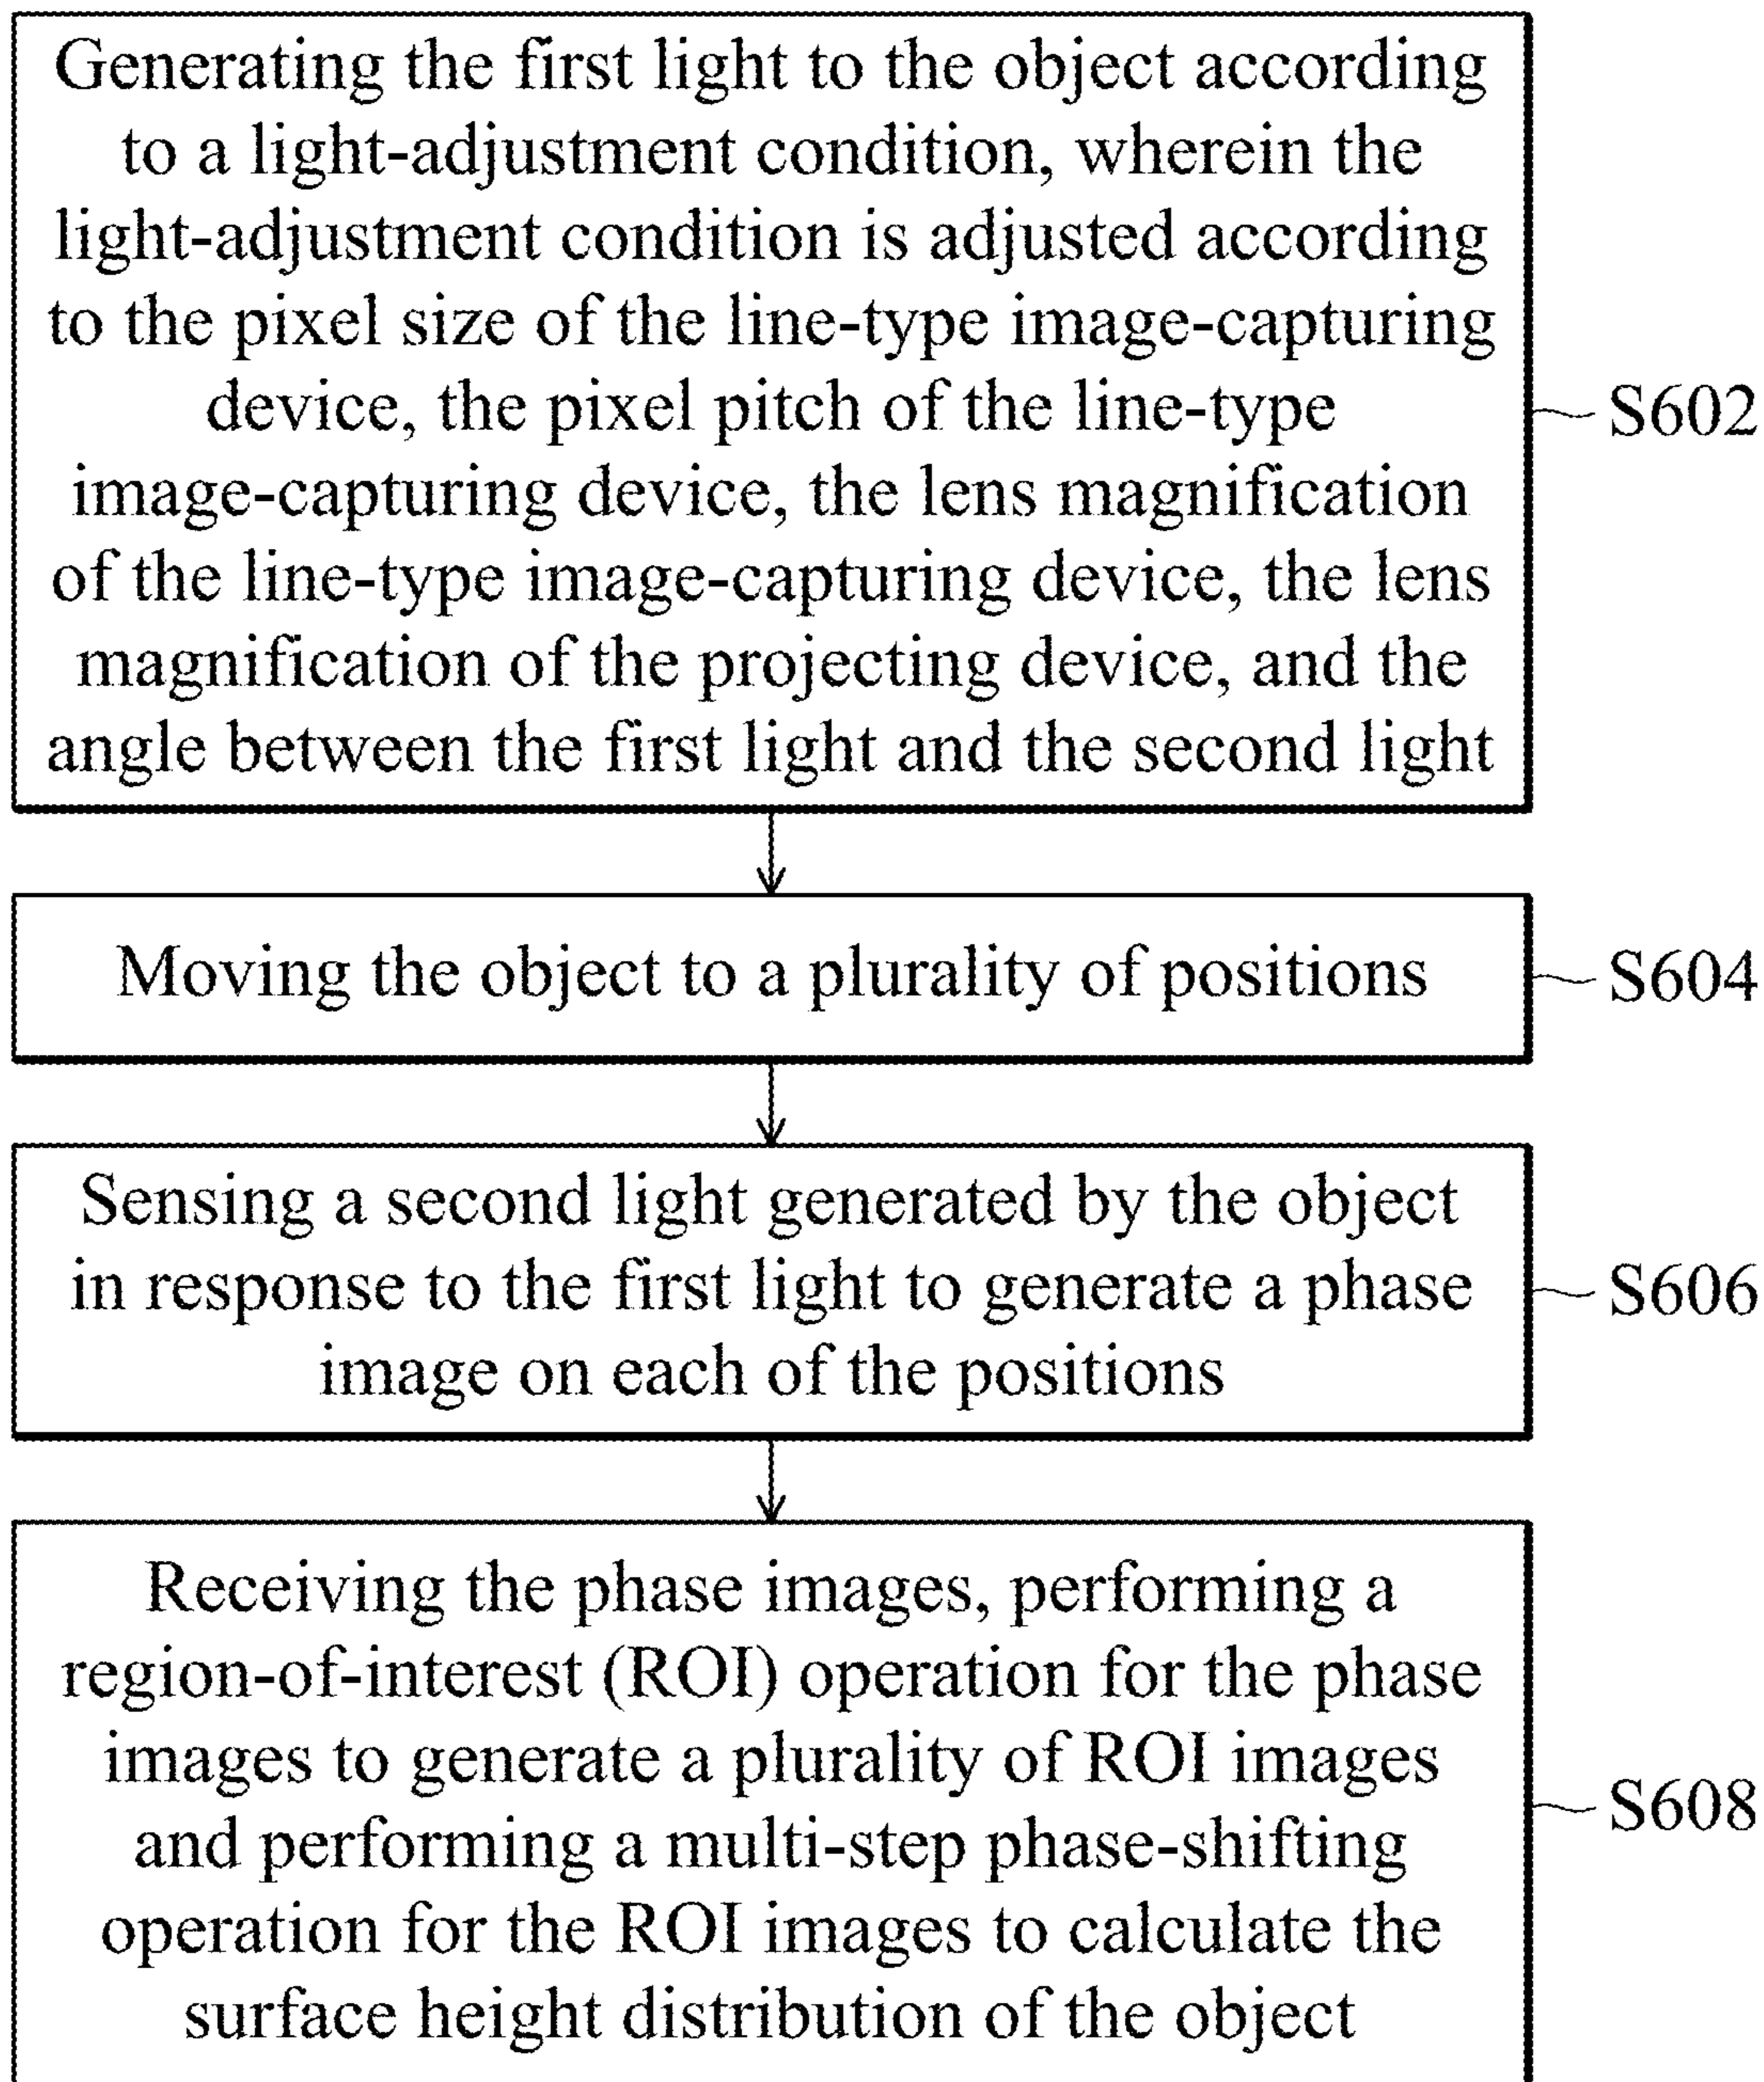 Generating the first light to the object according
to a light-adjustment condition, wherein the
light-adjustment condition is adjusted according
to the pixel size of the line-type image-capturing
device, the pixel pitch of the line-type
image-capturing device, the lens magnification
of the line-type image-capturing device, the lens
magnification of the projecting device, and the
angle between the first light and the second light
S602
Moving the object to a plurality of positions
S604
Sensing a second light generated by the object
in response to the first light to generate a phase
image on each of the positions
S606
Receiving the phase images, performing a
region-of-interest (ROI) operation for the phase
images to generate a plurality of ROI images
and performing a multi-step phase-shifting
operation for the ROI images to calculate the
surface height distribution of the object
S608